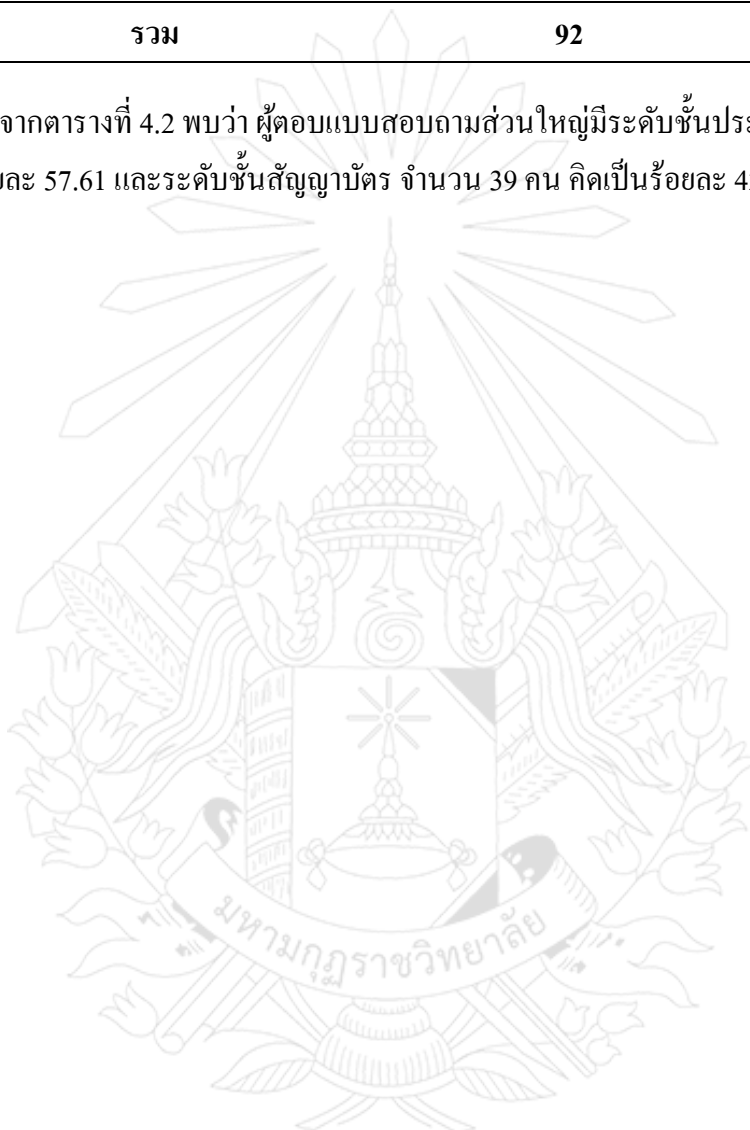 รวม 92
จากตารางที่ 4.2 พบว่า ผู้ตอบแบบสอบถามส่วนใหญ่มีระดับชั้นประ
ยละ 57.61 และระดับชั้นสัญญาบัตร จำนวน 39 คน คิดเป็นร้อยละ 4
มหามกุฏราชวิทยาลัย